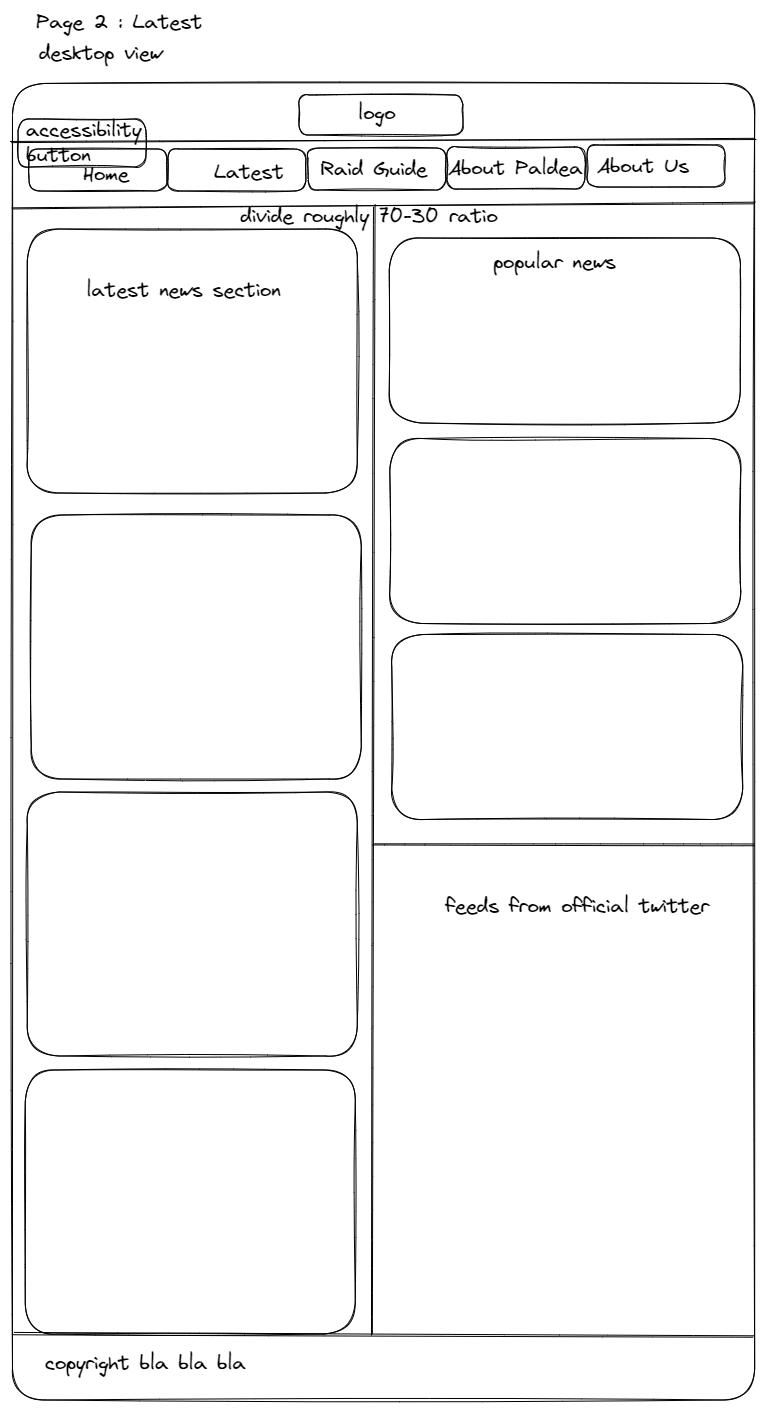 Page 2 : Latest
desktop view
logo
accessibility
button
Home
Latest
Raid Guide
About Paldea
About Us
divide roughly 70-30 ratio
latest news section
popular news
feeds from official twitter
copyright bla bla bla